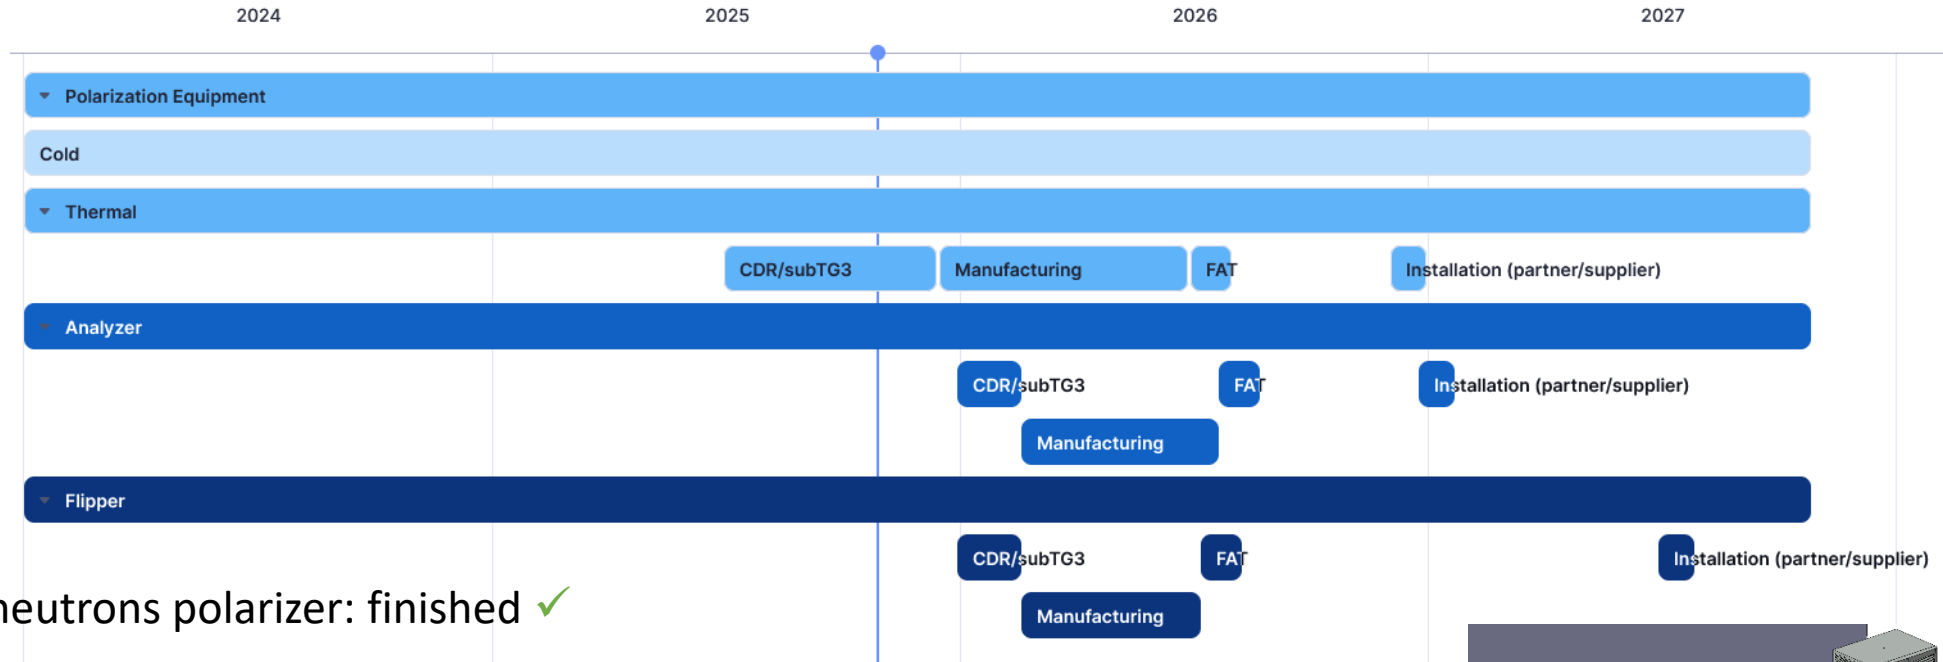 2024 2025 2026 2027
Polarization Equipment
Cold
Thermal
CDR/subTG3 Manufacturing FAT Installation (partner/supplier)
Analyzer
CDR/subTG3 FAT Installation (partner/supplier)
Manufacturing
Flipper
CDR/subTG3 FAT Installation (partner/supplier)
neutrons polarizer: finished ✓
Manufacturing